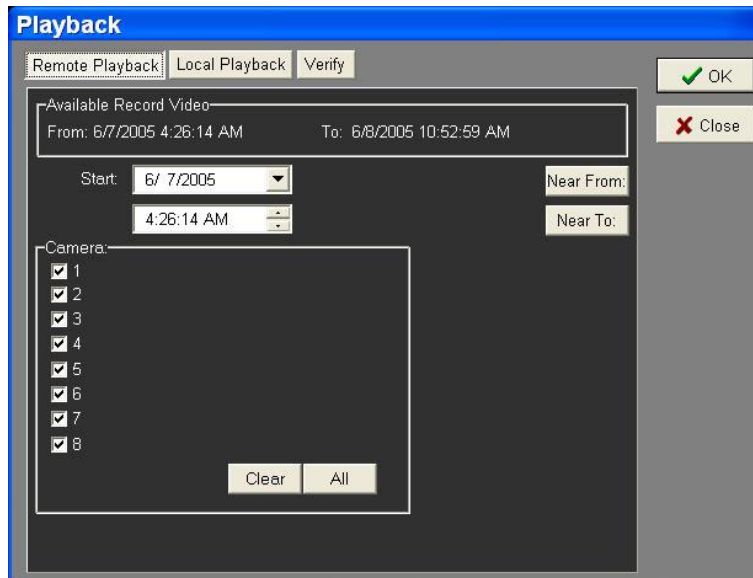 Playback
Remote Playback Local Playback Verify
OK
Close
Available Record Video
From: 6/7/2005 4:26:14 AM To: 6/8/2005 10:52:59 AM
Start: 6/ 7/2005 Near From:
4:26:14 AM Near To:
Camera:
1
2
3
4
5
6
7
8
Clear All